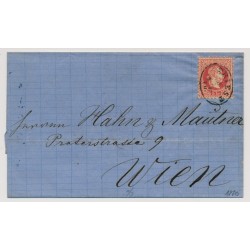 Herren Hahn & Mautner
Praterstrasse 9
Wien